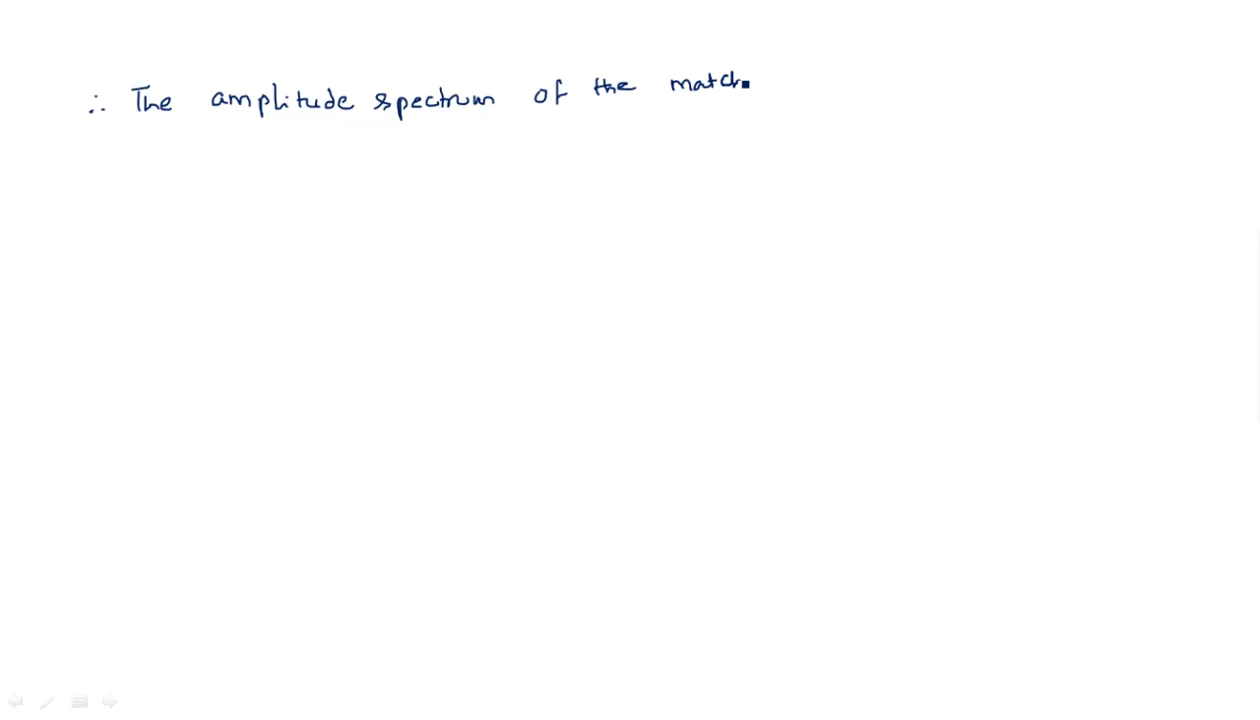 ∴ The amplitude spectrum of the match